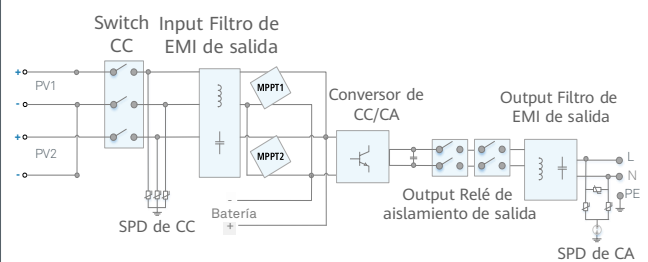 Switch
CC
Input Filtro de
EMI de salida
+
PV1
-
+
PV2
-
MPPT1
MPPT2
Conversor de
CC/CA
Output Filtro de
EMI de salida
L
N
PE
Output Relé de
aislamiento de salida
-
Batería
+
SPD de CC
SPD de CA